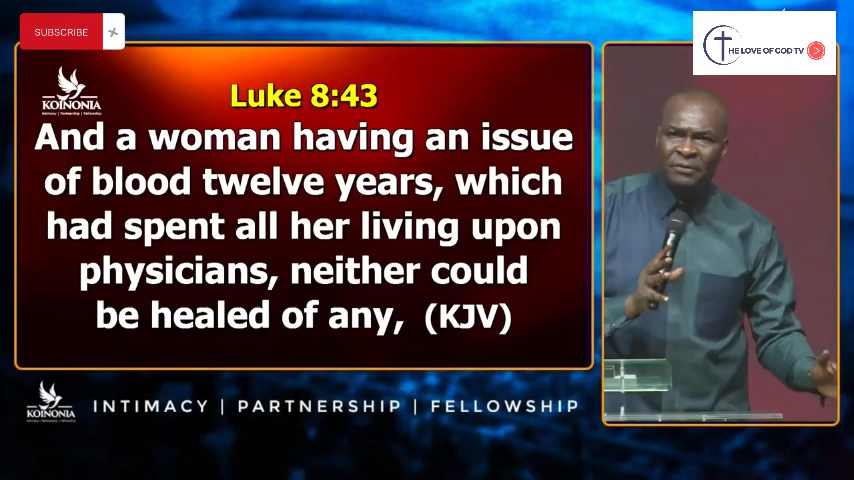 SUBSCRIBE
KOINONIA
THE LOVE OF GOD TV
KOINONIA
Luke 8:43
And a woman having an issue
of blood twelve years, which
had spent all her living upon
physicians, neither could
be healed of any, (KJV)
KOINONIA
INTIMACY | PARTNERSHIP | FELLOWSHIP